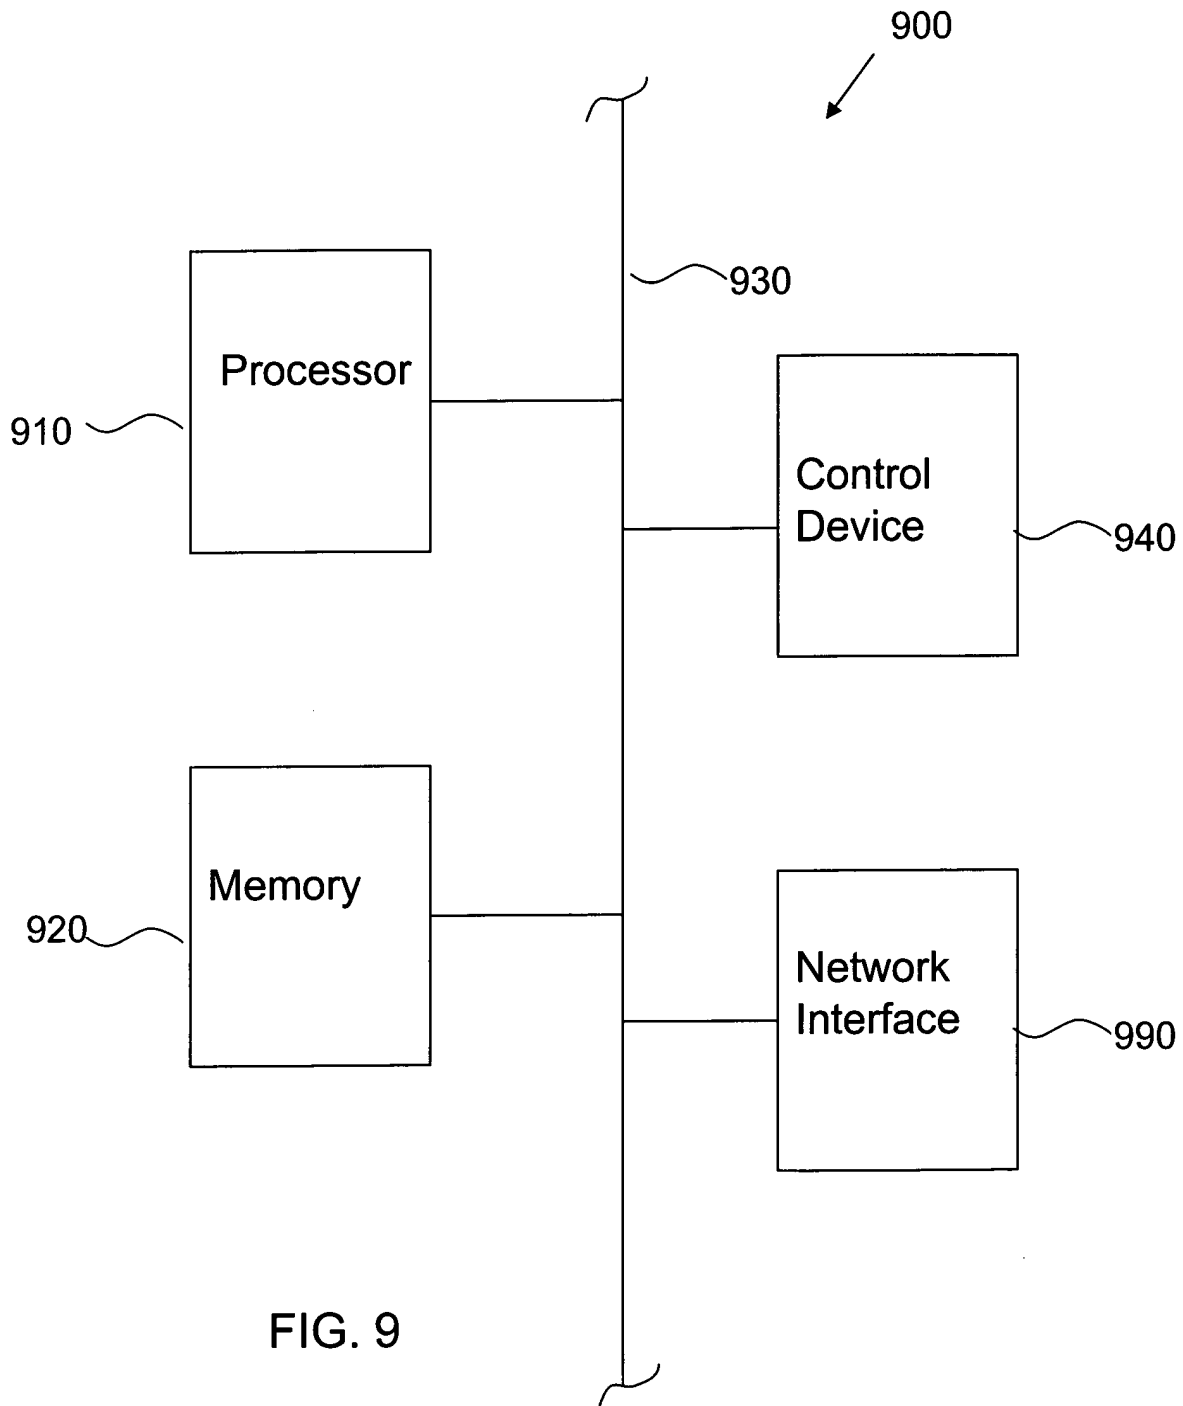 900
930
Processor
910
Control
Device
940
Memory
920
Network
Interface
990
FIG. 9